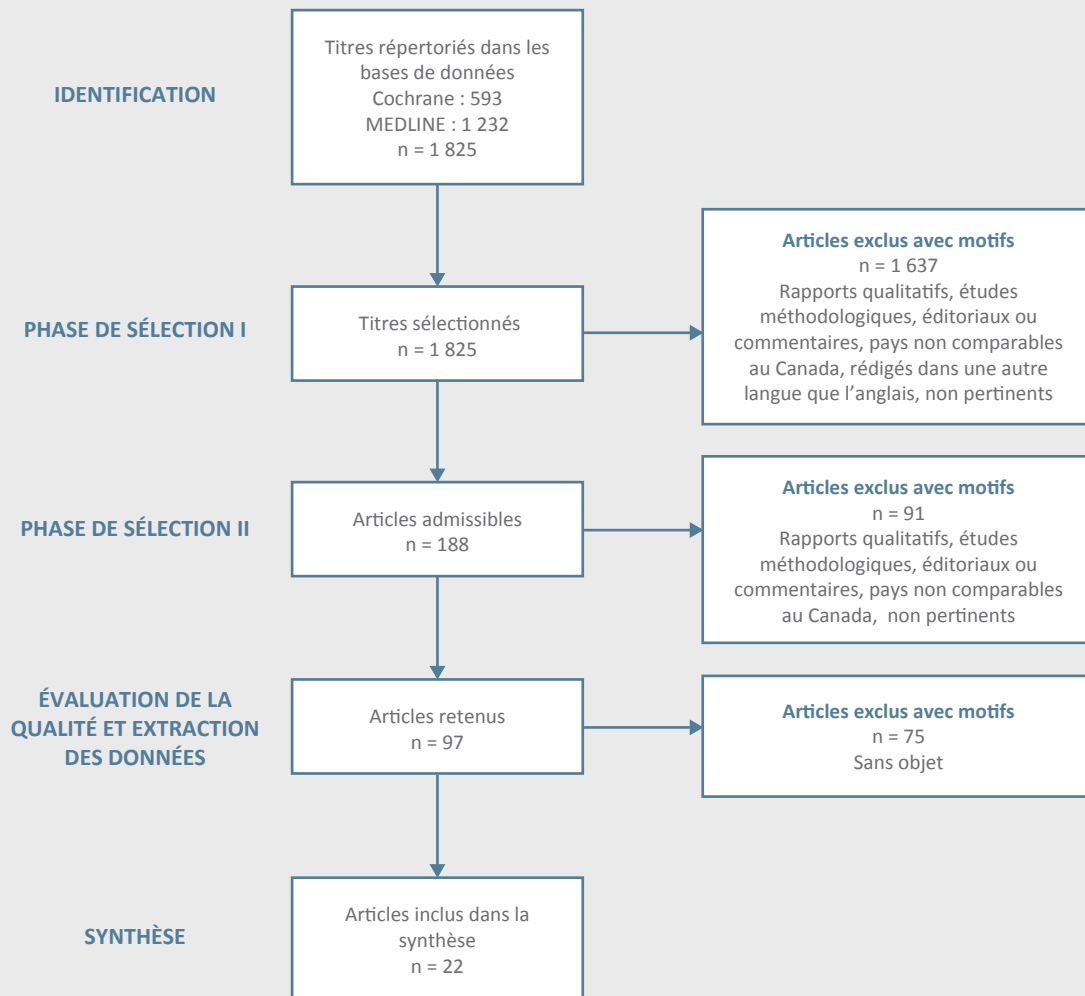 IDENTIFICATION
Titres répertoriés dans les
bases de données
Cochrane : 593
MEDLINE : 1 232
n = 1 825
PHASE DE SÉLECTION I
Titres sélectionnés
n = 1 825
Articles exclus avec motifs
n = 1 637
Rapports qualitatifs, études
méthodologiques, éditoriaux ou
commentaires, pays non comparables
au Canada, rédigés dans une autre
langue que l’anglais, non pertinents
PHASE DE SÉLECTION II
Articles admissibles
n = 188
Articles exclus avec motifs
n = 91
Rapports qualitatifs, études
méthodologiques, éditoriaux ou
commentaires, pays non comparables
au Canada, non pertinents
ÉVALUATION DE LA
QUALITÉ ET EXTRACTION
DES DONNÉES
Articles retenus
n = 97
Articles exclus avec motifs
n = 75
Sans objet
SYNTHÈSE
Articles inclus dans la
synthèse
n = 22